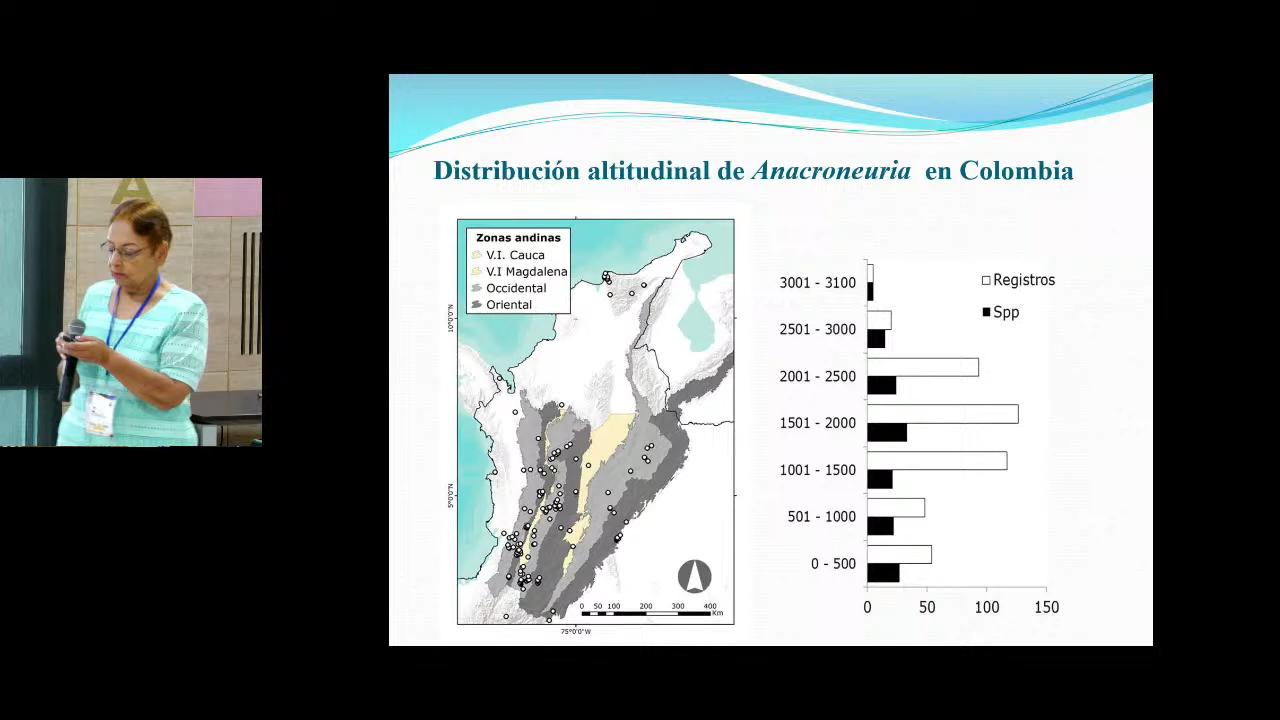 Distribución altitudinal de Anacroneuria en Colombia
Zonas andinas
V.I. Cauca
V.I Magdalena
Occidental
Oriental
10°0'0"N
5°0'0"N
75°0'0"W
0 50 100 200 300 400
Km
Registros
Spp
3001 - 3100
2501 - 3000
2001 - 2500
1501 - 2000
1001 - 1500
501 - 1000
0 - 500
0 50 100 150
A